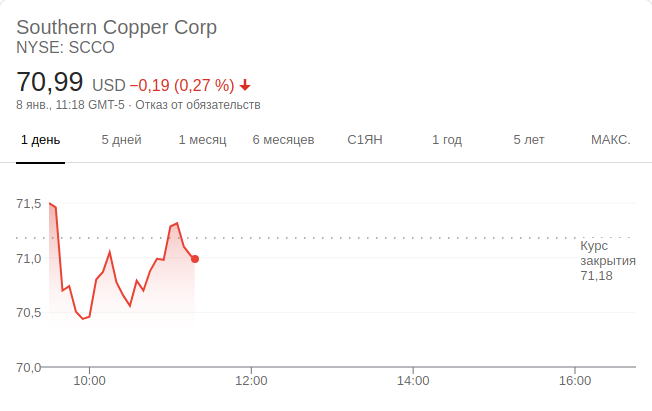 Southern Copper Corp
NYSE: SCCO
70,99 USD −0,19 (0,27 %)
8 янв., 11:18 GMT-5 · Отказ от обязательств
1 день 5 дней 1 месяц 6 месяцев С1ЯН 1 год 5 лет МАКС.
71,5
71,0
70,5
70,0
Курс
закрытия
71,18
10:00 12:00 14:00 16:00